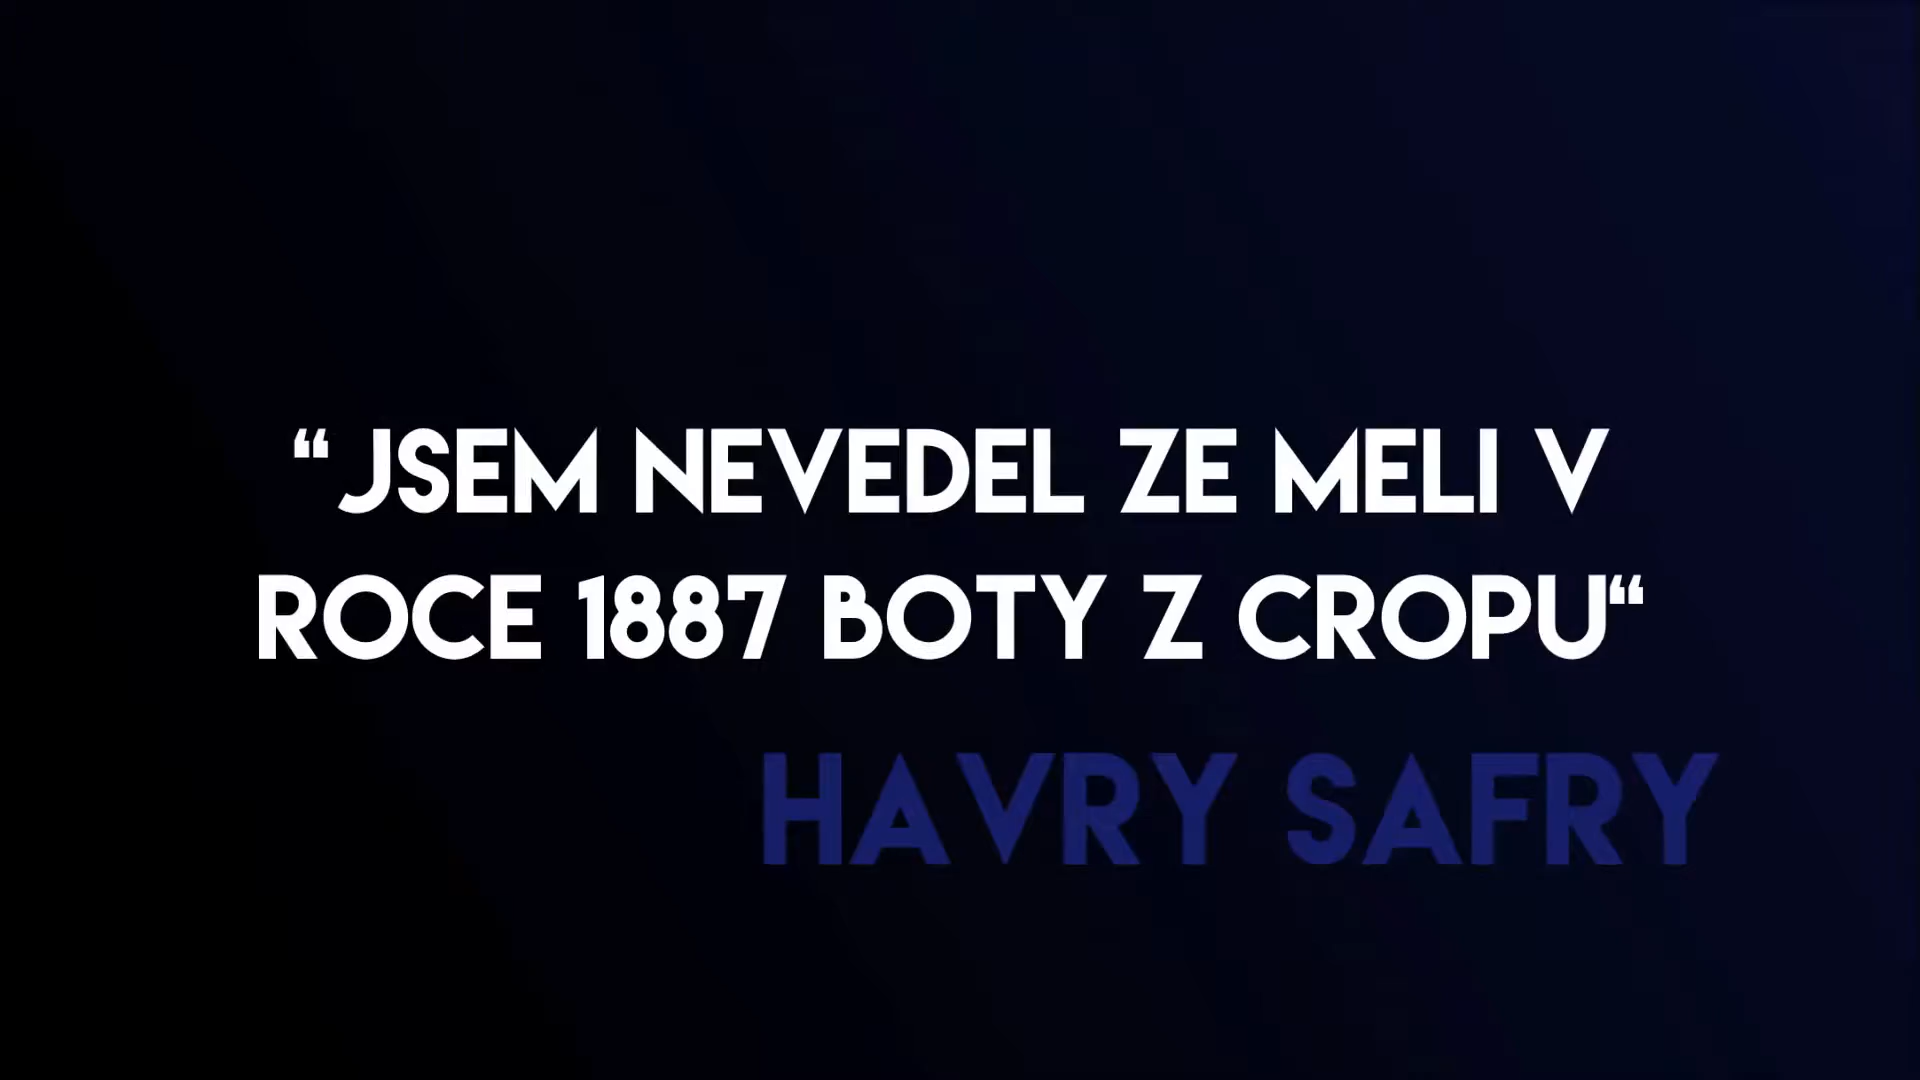 “ JSEM NEVEDEL ZE MELI V
ROCE 1887 BOTY Z CROPU“
HAVRY SAFRY